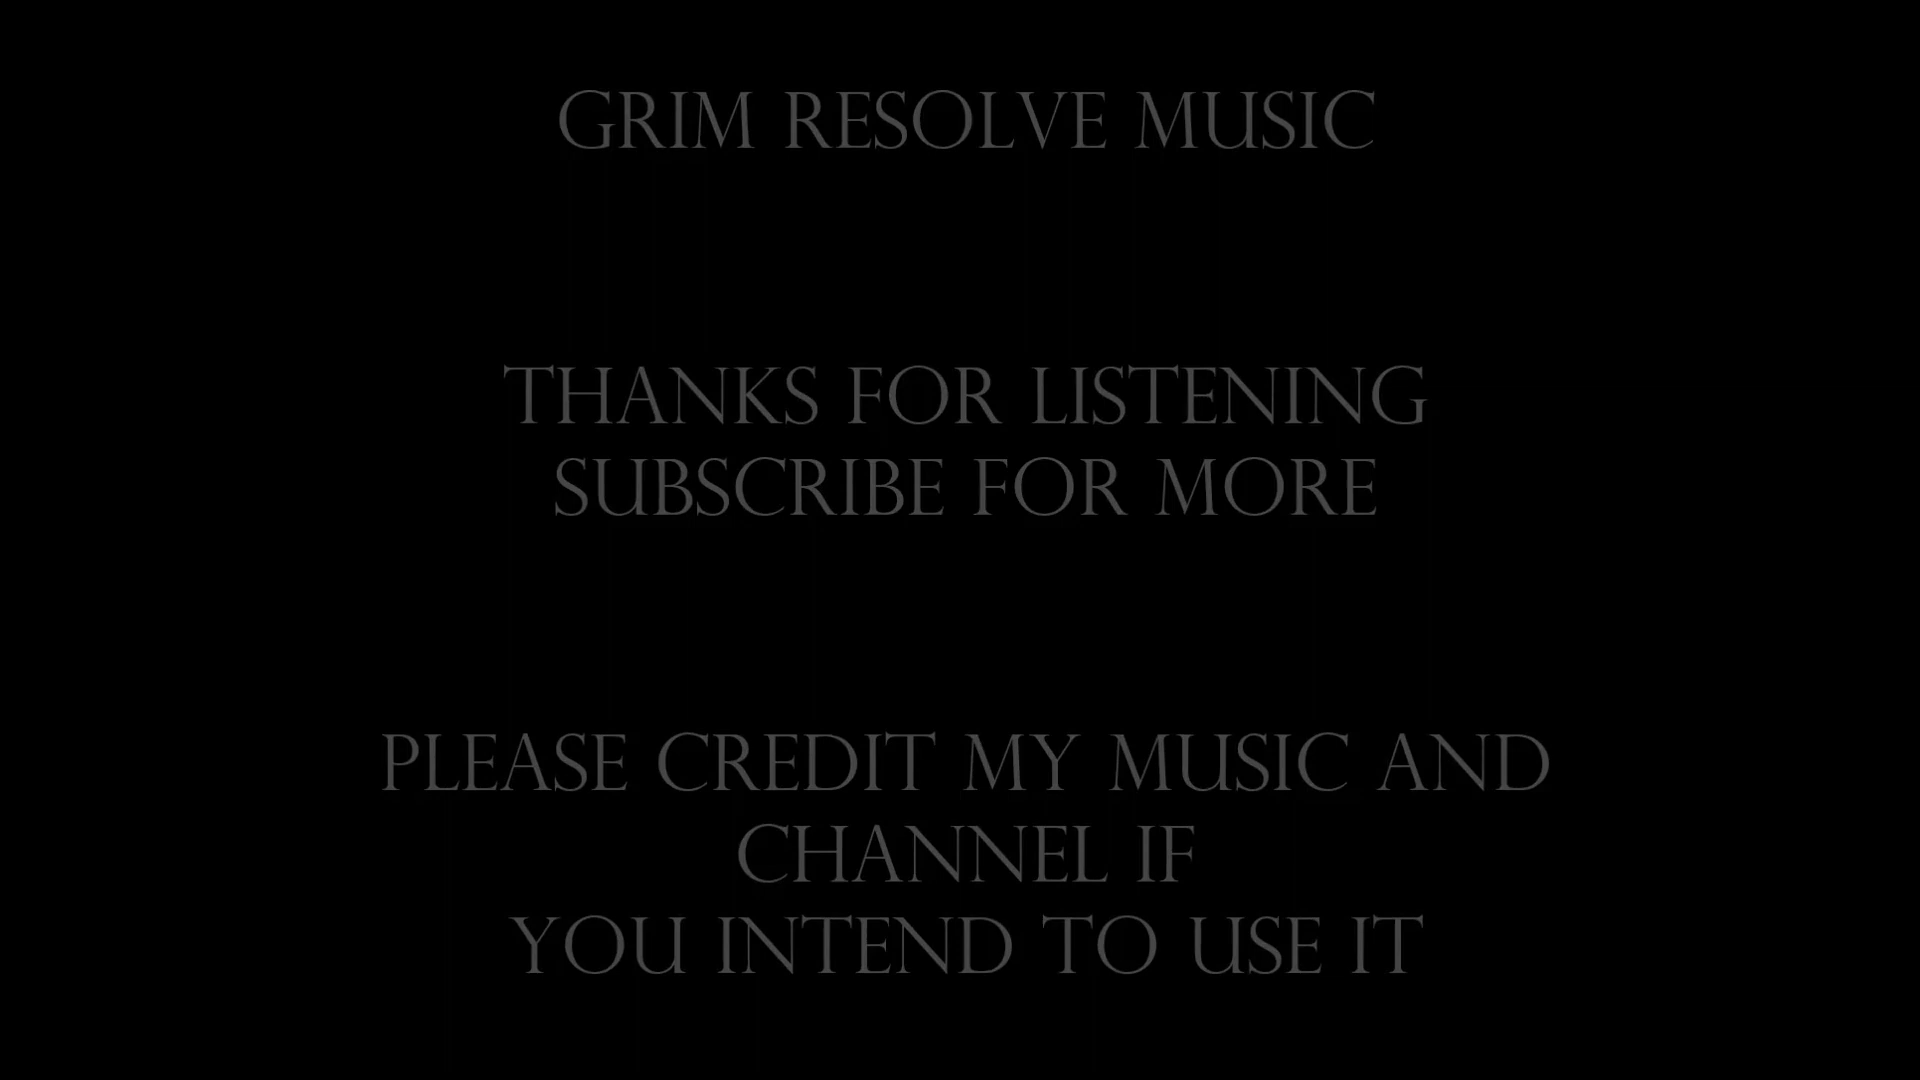 GRIM RESOLVE MUSIC
THANKS FOR LISTENING
SUBSCRIBE FOR MORE
PLEASE CREDIT MY MUSIC AND
CHANNEL IF
YOU INTEND TO USE IT